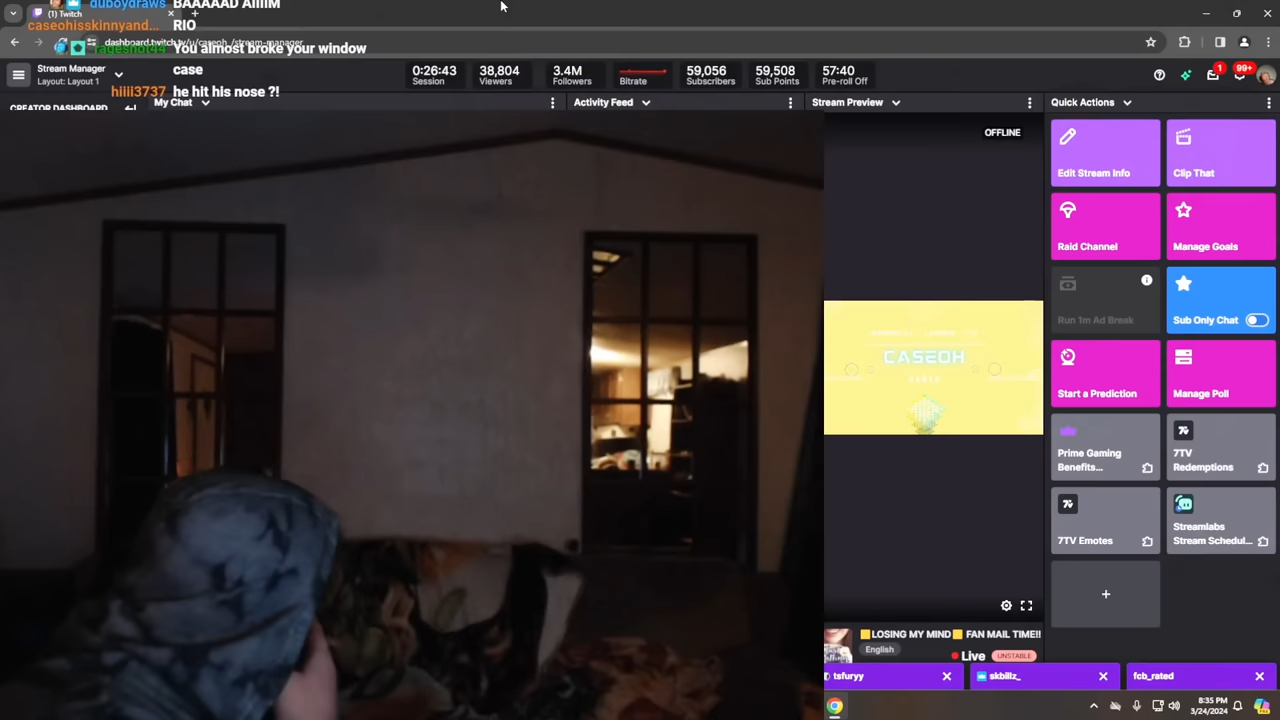 duboydraws BAAAAD AIIIIM
RIO
caseohisskinnyand...
You almost broke your window
case
hiiii3737 he hit his nose ?!
(1) Twitch
dashboard.twitch.tv/u/caseoh_/stream-manager
Stream Manager
Layout: Layout 1
0:26:43
Session
38,804
Viewers
3.4M
Followers
Bitrate
59,056
Subscribers
59,508
Sub Points
57:40
Pre-roll Off
1
99+
CREATOR DASHBOARD
My Chat
Activity Feed
Stream Preview
Quick Actions
OFFLINE
CASEOH
Edit Stream Info
Clip That
Raid Channel
Manage Goals
Run 1m Ad Break
Sub Only Chat
Start a Prediction
Manage Poll
Prime Gaming
Benefits...
7TV
Redemptions
7TV Emotes
Streamlabs
Stream Schedul...
+
LOSING MY MIND FAN MAIL TIME!!
English
Live
UNSTABLE
tsfuryy
skbillz_
fcb_rated
8:35 PM
3/24/2024